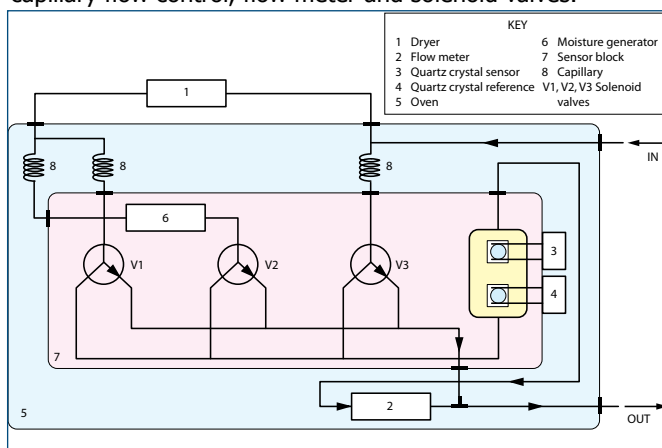 capillary flow control, flow meter and solenoid valves.
KEY
1 Dryer
2 Flow meter
3 Quartz crystal sensor
4 Quartz crystal reference
5 Oven
6 Moisture generator
7 Sensor block
8 Capillary
V1, V2, V3 Solenoid
valves
1
8
8
8
IN
6
V1
V2
V3
3
4
7
5
2
OUT